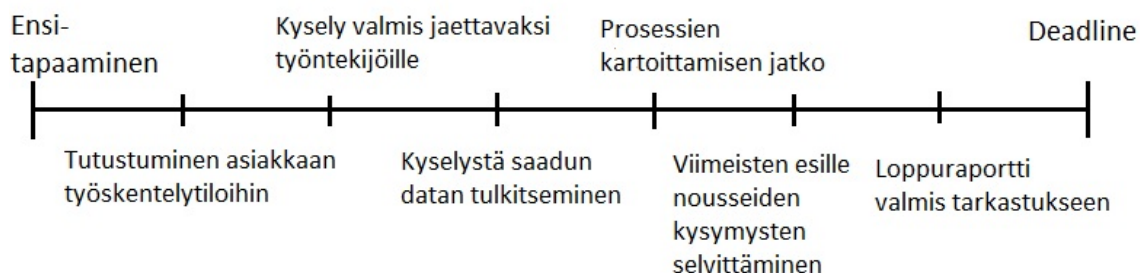 Ensi-
tapaaminen
Kysely valmis jaettavaksi
työntekijöille
Prosessien
kartoittamisen jatko
Deadline
Tutustuminen asiakkaan
työskentelytiloihin
Kyselystä saadun
datan tulkitseminen
Viimeisten esille
nousseiden
kysymysten
selvittäminen
Loppuraportti
valmis tarkastukseen